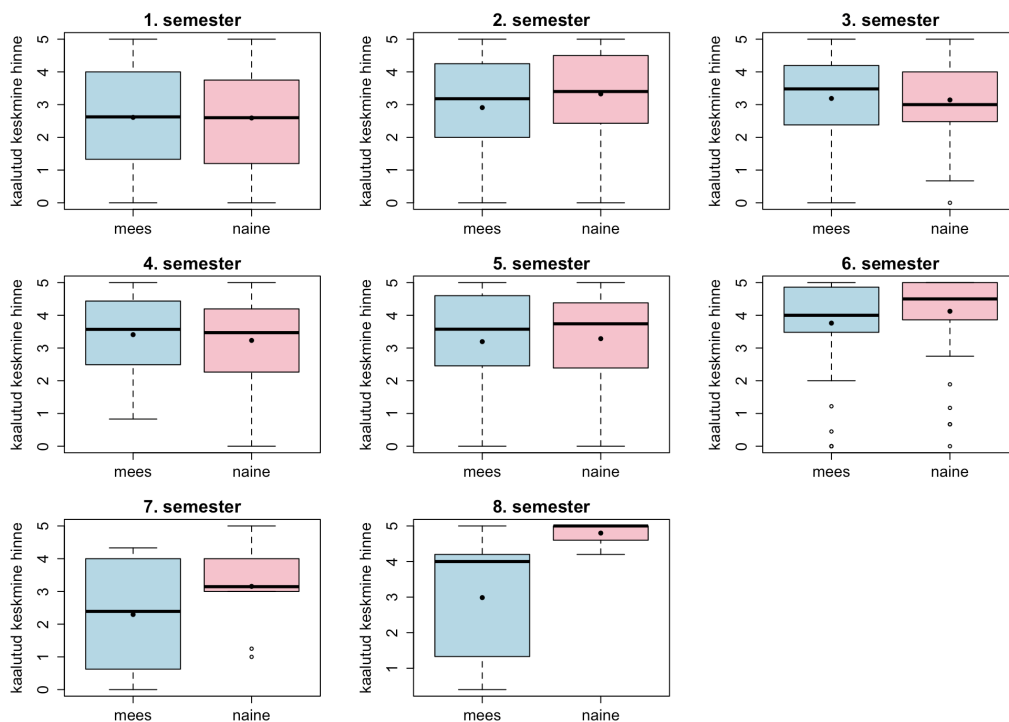 1. semester
kaalutud keskmine hinne
5
4
3
2
1
0
mees naine
2. semester
kaalutud keskmine hinne
5
4
3
2
1
0
mees naine
3. semester
kaalutud keskmine hinne
5
4
3
2
1
0
mees naine
4. semester
kaalutud keskmine hinne
5
4
3
2
1
0
mees naine
5. semester
kaalutud keskmine hinne
5
4
3
2
1
0
mees naine
6. semester
kaalutud keskmine hinne
5
4
3
2
1
0
mees naine
7. semester
kaalutud keskmine hinne
5
4
3
2
1
0
mees naine
8. semester
kaalutud keskmine hinne
5
4
3
2
1
mees naine